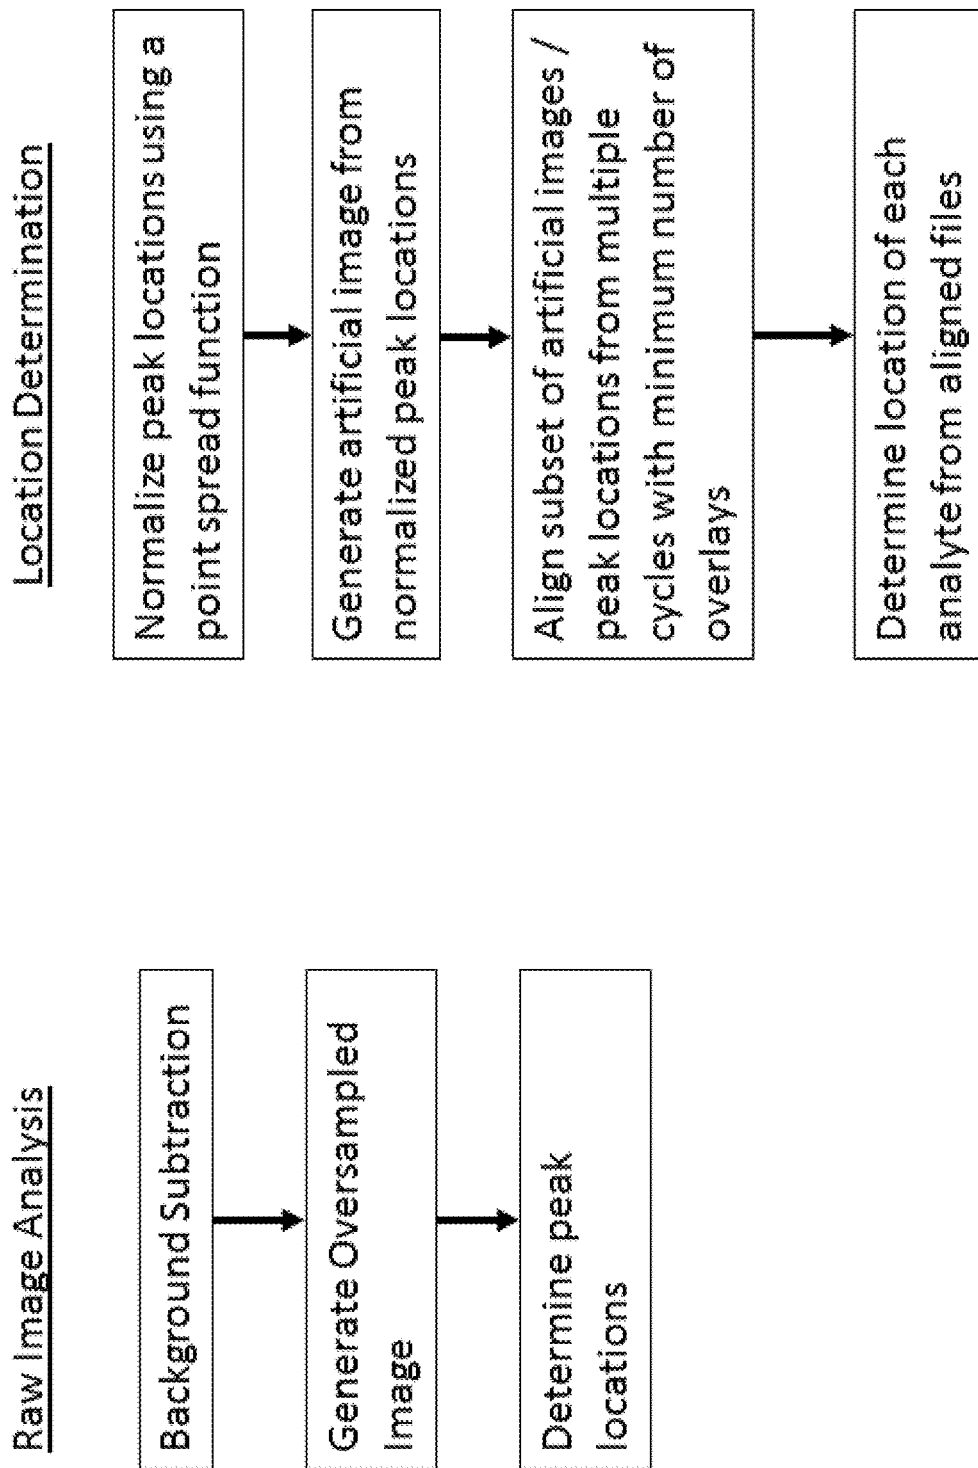 Raw Image Analysis
Background Subtraction
Generate Oversampled
Image
Determine peak
locations
Location Determination
Normalize peak locations using a
point spread function
Generate artificial image from
normalized peak locations
Align subset of artificial images /
peak locations from multiple
cycles with minimum number of
overlays
Determine location of each
analyte from aligned files